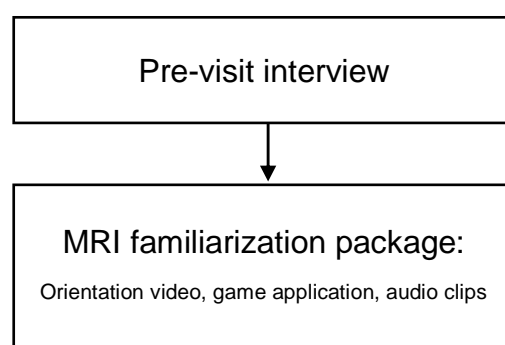 Pre-visit interview
MRI familiarization package:
Orientation video, game application, audio clips